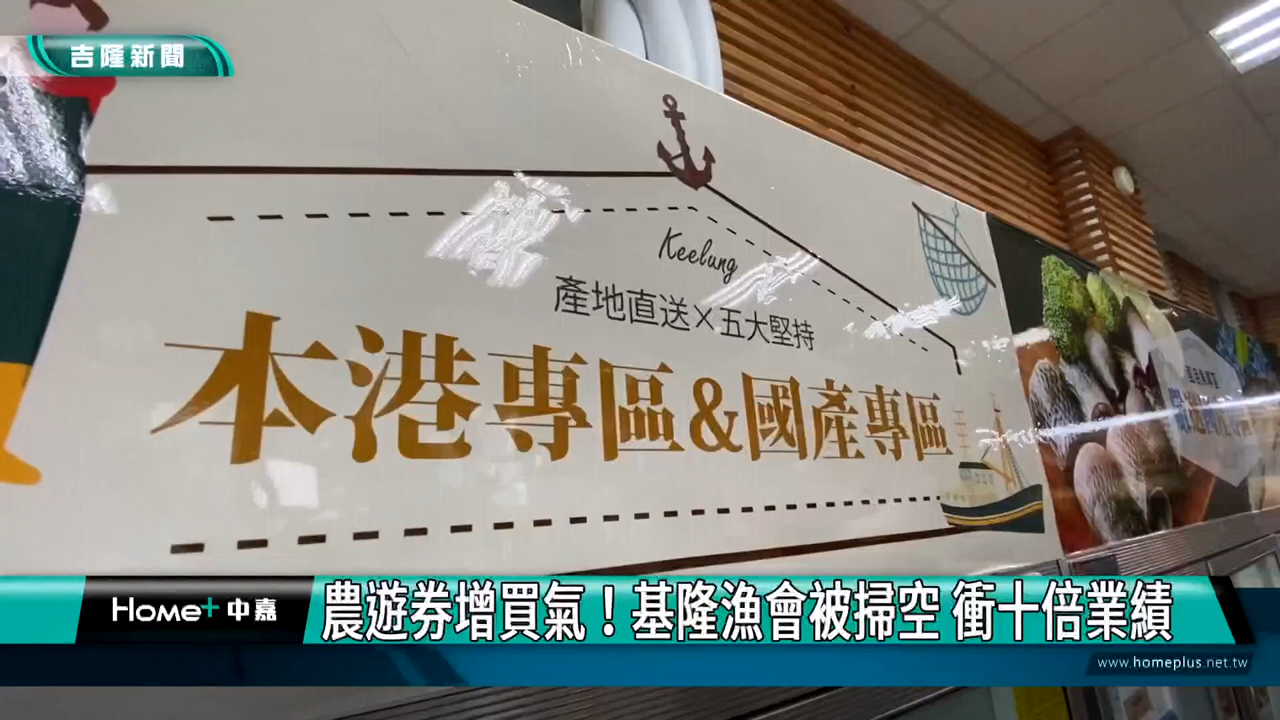 吉隆新聞
Keelung
產地直送×五大堅持
本港專區&國產專區
Home+中嘉
農遊券增買氣！基隆漁會被掃空 衝十倍業績
www.homeplus.net.tw